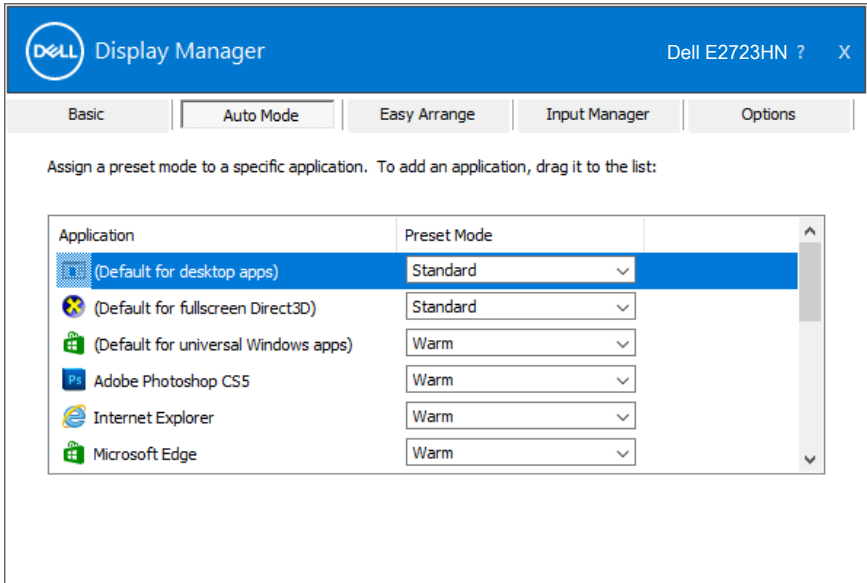 DELL Display Manager Dell E2723HN ? X
Basic Auto Mode Easy Arrange Input Manager Options
Assign a preset mode to a specific application. To add an application, drag it to the list:
Application Preset Mode
(Default for desktop apps) Standard
(Default for fullscreen Direct3D) Standard
(Default for universal Windows apps) Warm
Ps Adobe Photoshop CS5 Warm
Internet Explorer Warm
Microsoft Edge Warm